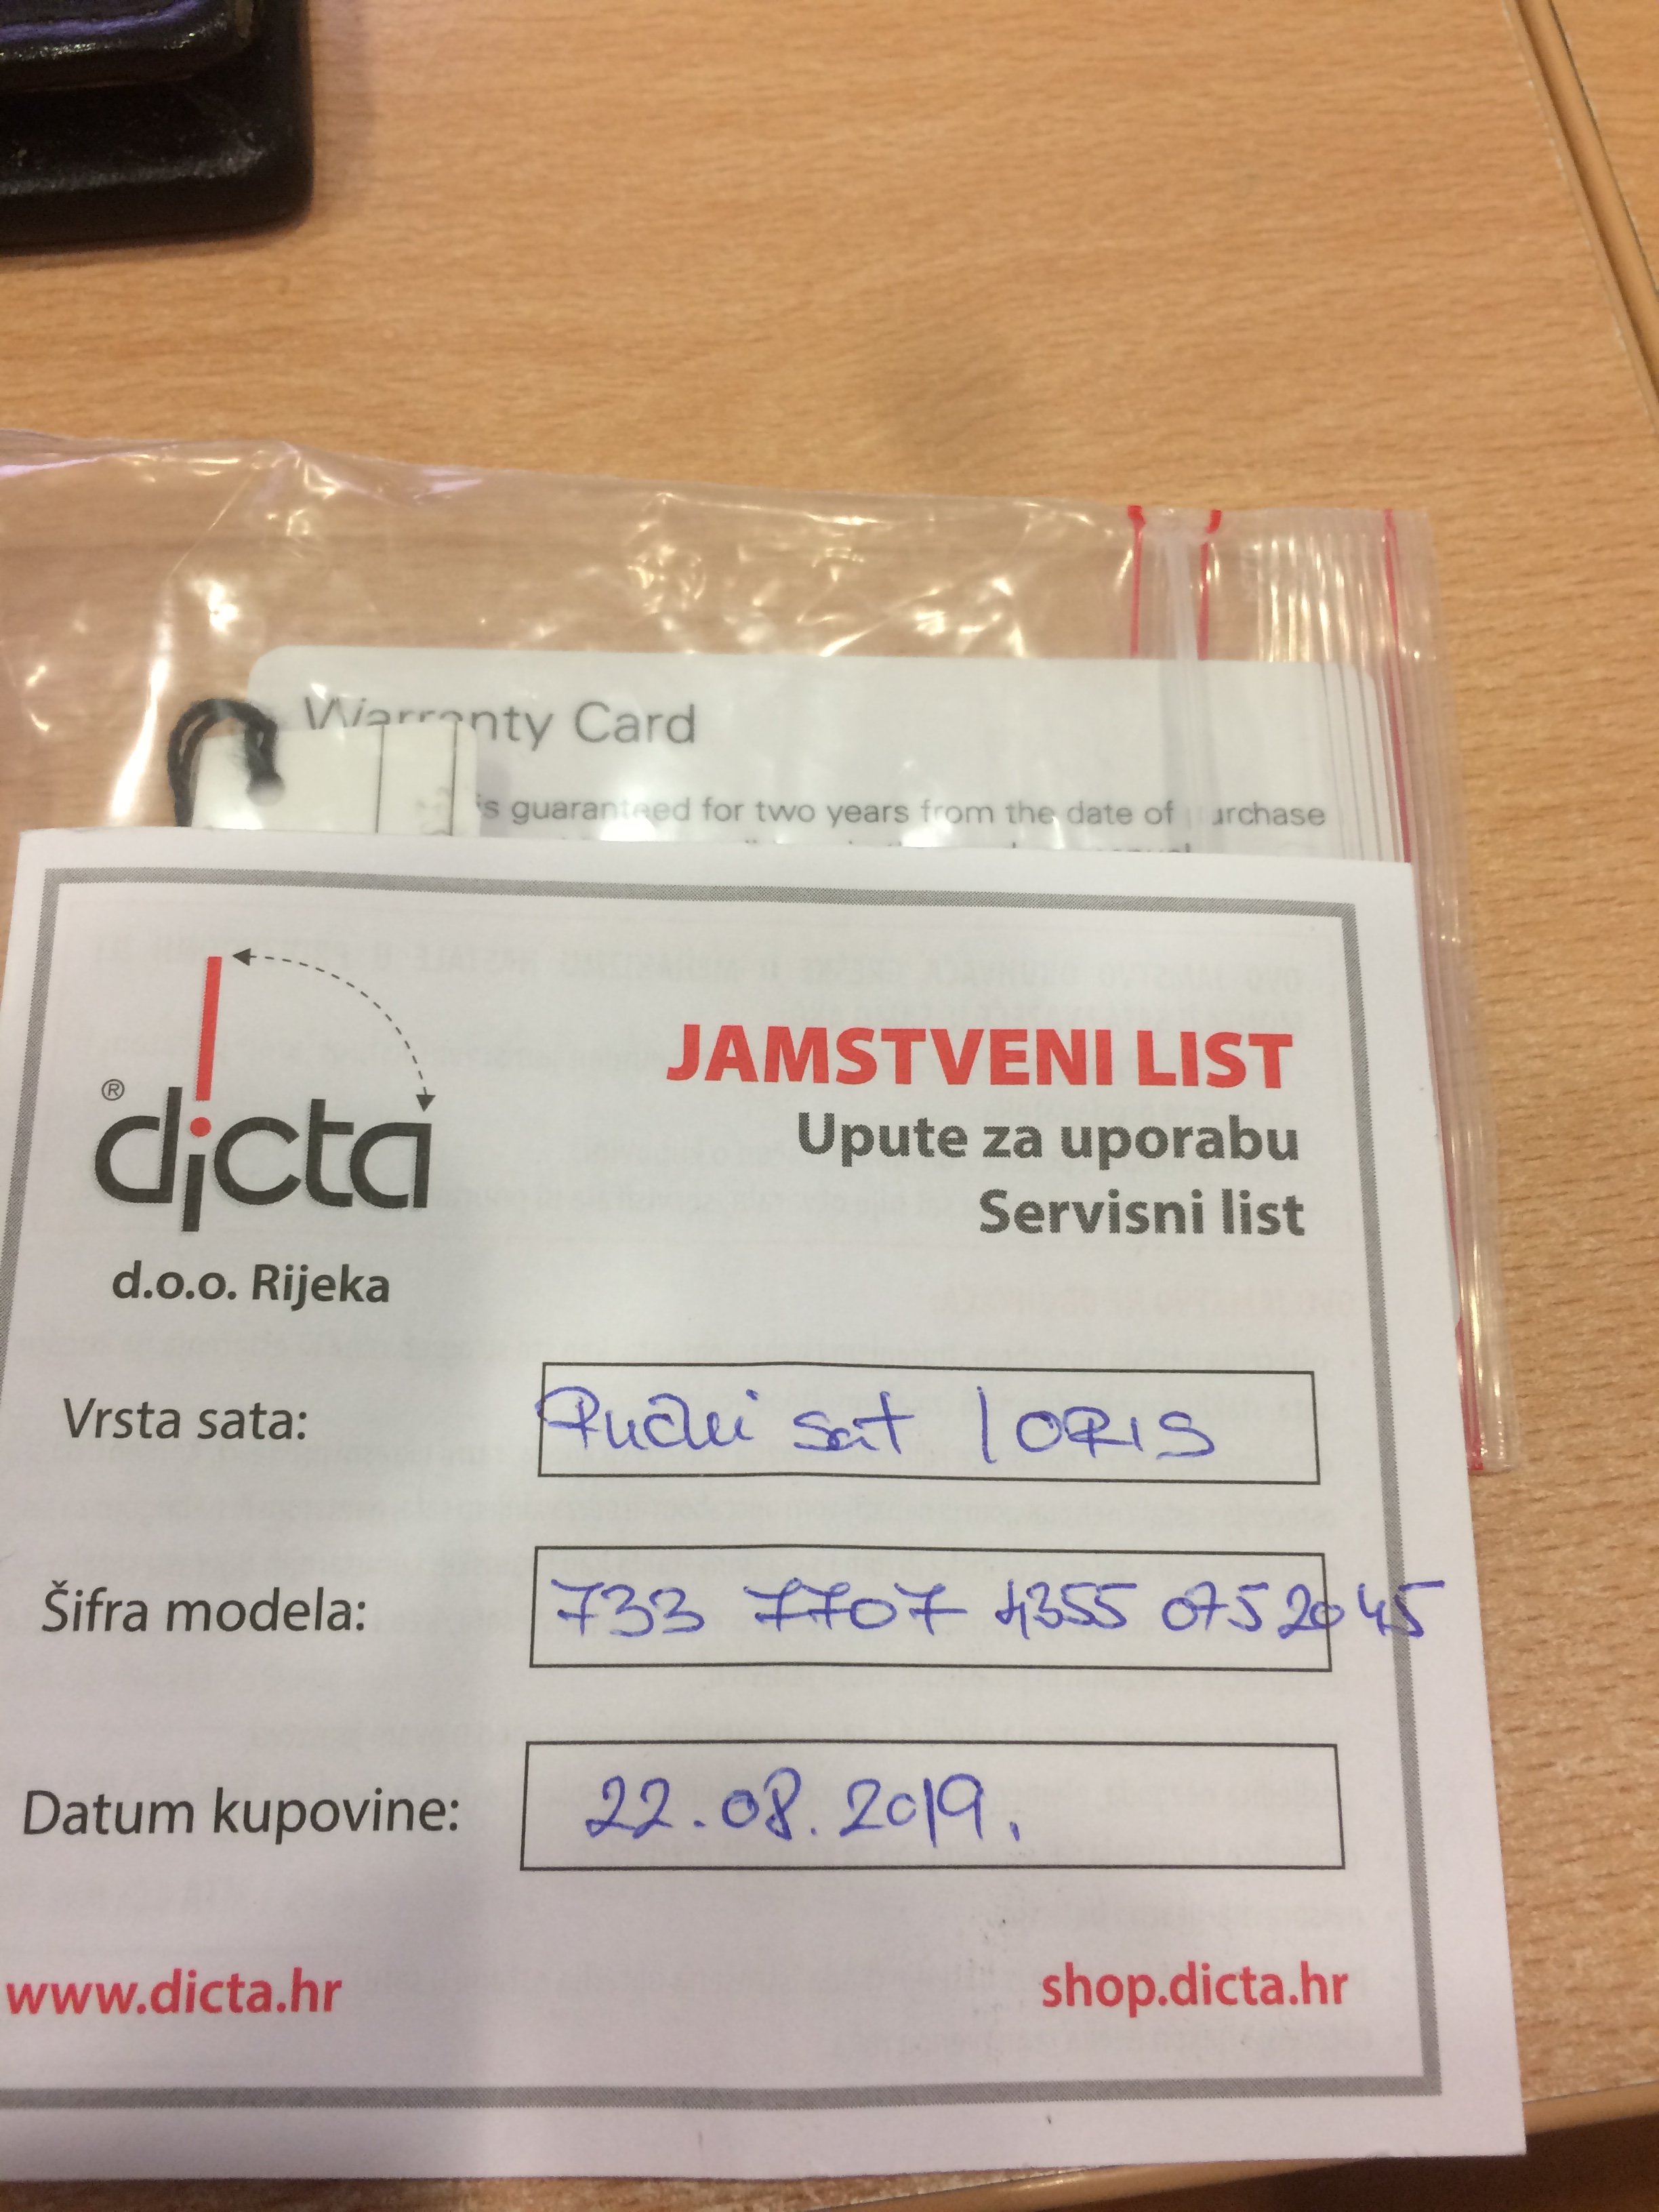 Warranty Card
is guaranteed for two years from the date of purchase
®
dicta
d.o.o. Rijeka
JAMSTVENI LIST
Upute za uporabu
Servisni list
Vrsta sata: Ručni sat / ORIS
Šifra modela: 733 7707 4355 0752045
Datum kupovine: 22.08.2019.
www.dicta.hr
shop.dicta.hr